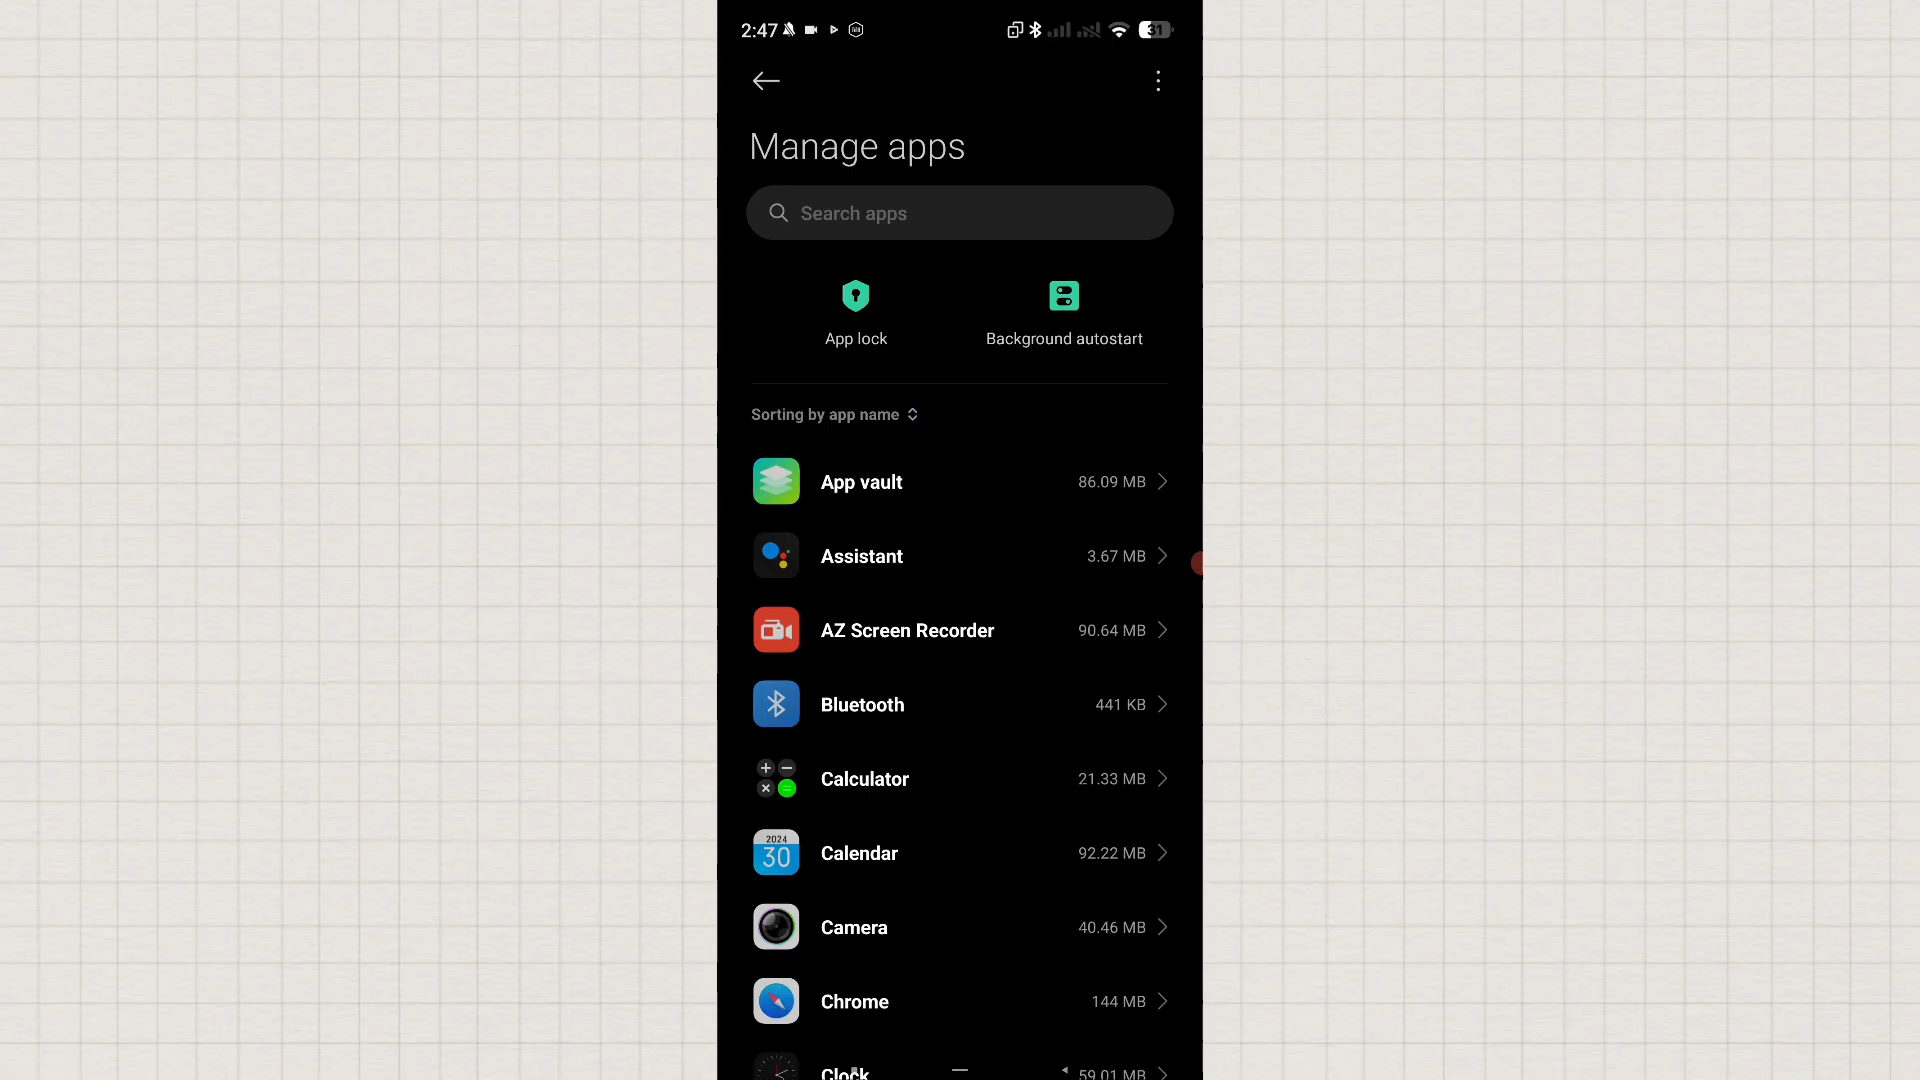 2:47
31
Manage apps
Search apps
App lock
Background autostart
Sorting by app name
App vault
86.09 MB
Assistant
3.67 MB
AZ Screen Recorder
90.64 MB
Bluetooth
441 KB
Calculator
21.33 MB
2024
30
Calendar
92.22 MB
Camera
40.46 MB
Chrome
144 MB
Clock
59.01 MB